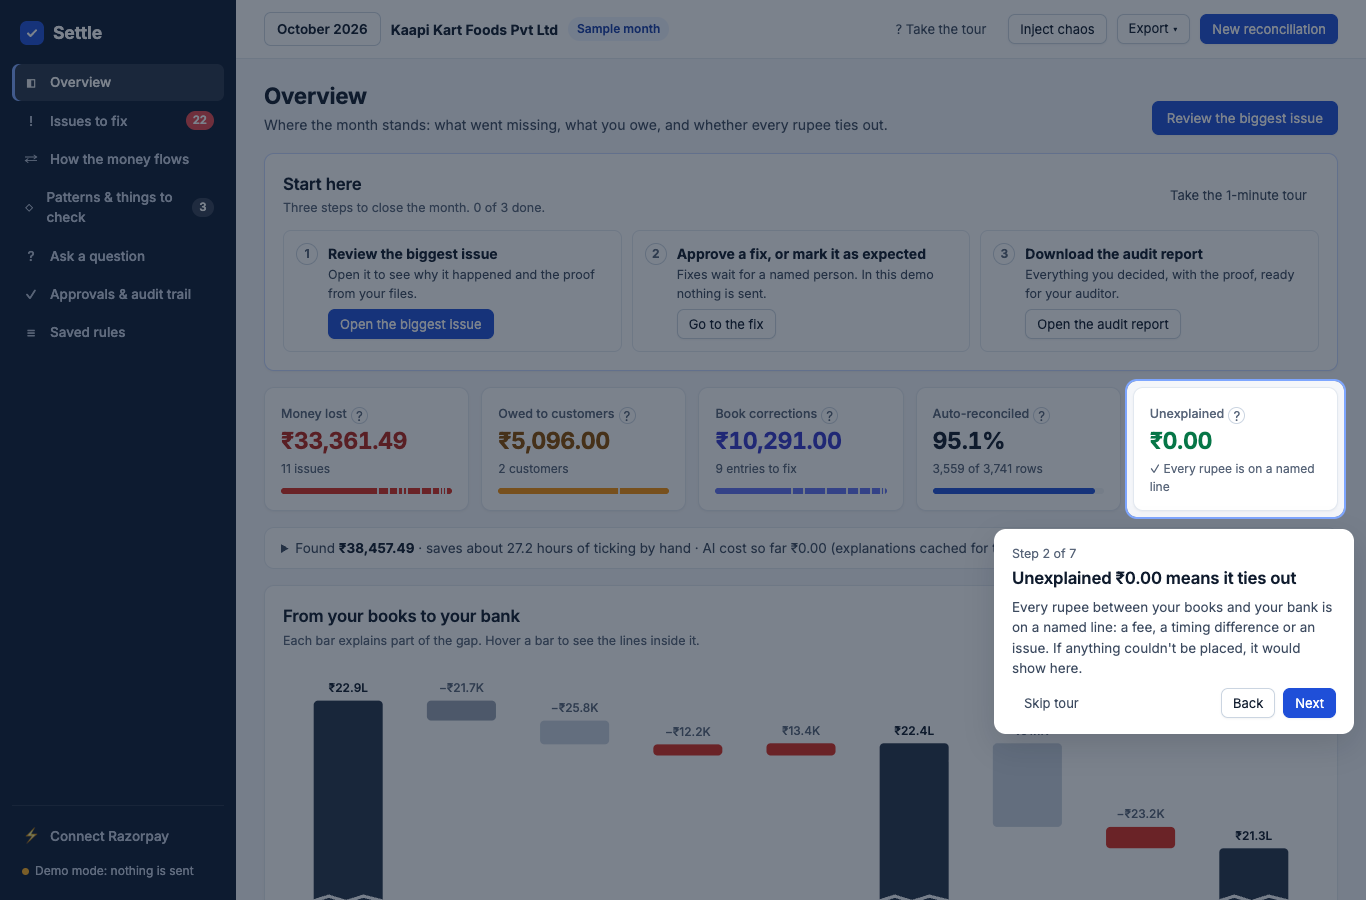 Settle
Overview
! Issues to fix 22
How the money flows
Patterns & things to
check
3
? Ask a question
Approvals & audit trail
Saved rules
Connect Razorpay
Demo mode: nothing is sent
October 2026
Kaapi Kart Foods Pvt Ltd
Sample month
? Take the tour
Inject chaos
Export
New reconciliation
Overview
Where the month stands: what went missing, what you owe, and whether every rupee ties out.
Review the biggest issue
Start here
Three steps to close the month. 0 of 3 done.
Take the 1-minute tour
1 Review the biggest issue
Open it to see why it happened and the proof
from your files.
Open the biggest issue
2 Approve a fix, or mark it as expected
Fixes wait for a named person. In this demo
nothing is sent.
Go to the fix
3 Download the audit report
Everything you decided, with the proof, ready
for your auditor.
Open the audit report
Money lost ?
₹33,361.49
11 issues
Owed to customers ?
₹5,096.00
2 customers
Book corrections ?
₹10,291.00
9 entries to fix
Auto-reconciled ?
95.1%
3,559 of 3,741 rows
Unexplained ?
₹0.00
✓ Every rupee is on a named
line
Found ₹38,457.49 · saves about 27.2 hours of ticking by hand · AI cost so far ₹0.00 (explanations cached for
Step 2 of 7
Unexplained ₹0.00 means it ties out
Every rupee between your books and your bank is
on a named line: a fee, a timing difference or an
issue. If anything couldn't be placed, it would
show here.
Skip tour
Back
Next
From your books to your bank
Each bar explains part of the gap. Hover a bar to see the lines inside it.
₹22.9L
−₹21.7K
−₹25.8K
−₹12.2K
₹13.4K
₹22.4L
−₹23.2K
₹21.3L